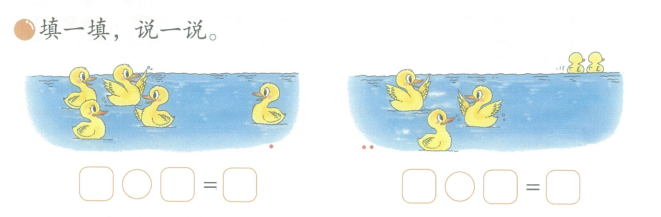 填一填，说一说。
=
=